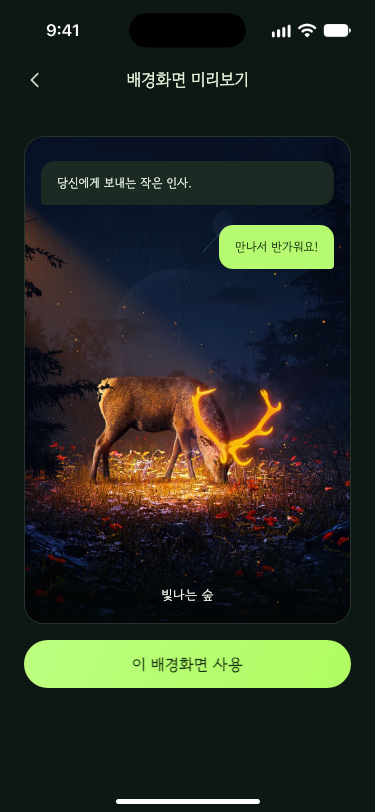 9:41
배경화면 미리보기
당신에게 보내는 작은 인사.
만나서 반가워요!
빛나는 숲
이 배경화면 사용